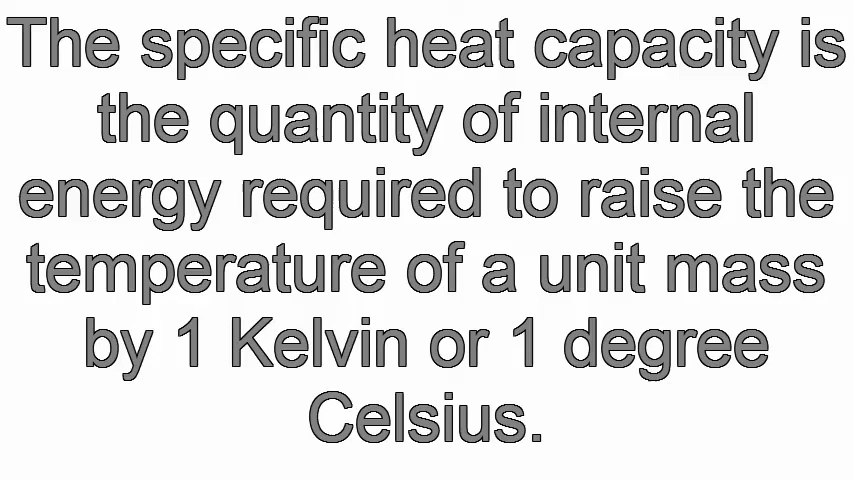 The specific heat capacity is
the quantity of internal
energy required to raise the
temperature of a unit mass
by 1 Kelvin or 1 degree
Celsius.